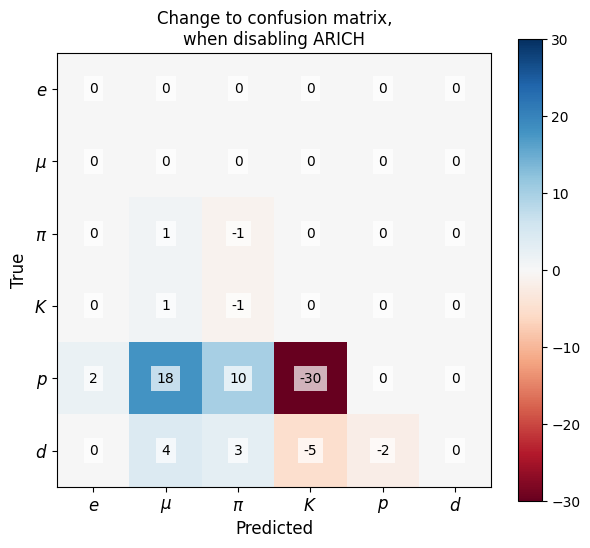 Change to confusion matrix,
when disabling ARICH
e 0 0 0 0 0 0
μ 0 0 0 0 0 0
π 0 1 -1 0 0 0
K 0 1 -1 0 0 0
p 2 18 10 -30 0 0
d 0 4 3 -5 -2 0
e μ π K p d
True
Predicted
30
20
10
0
−10
−20
−30